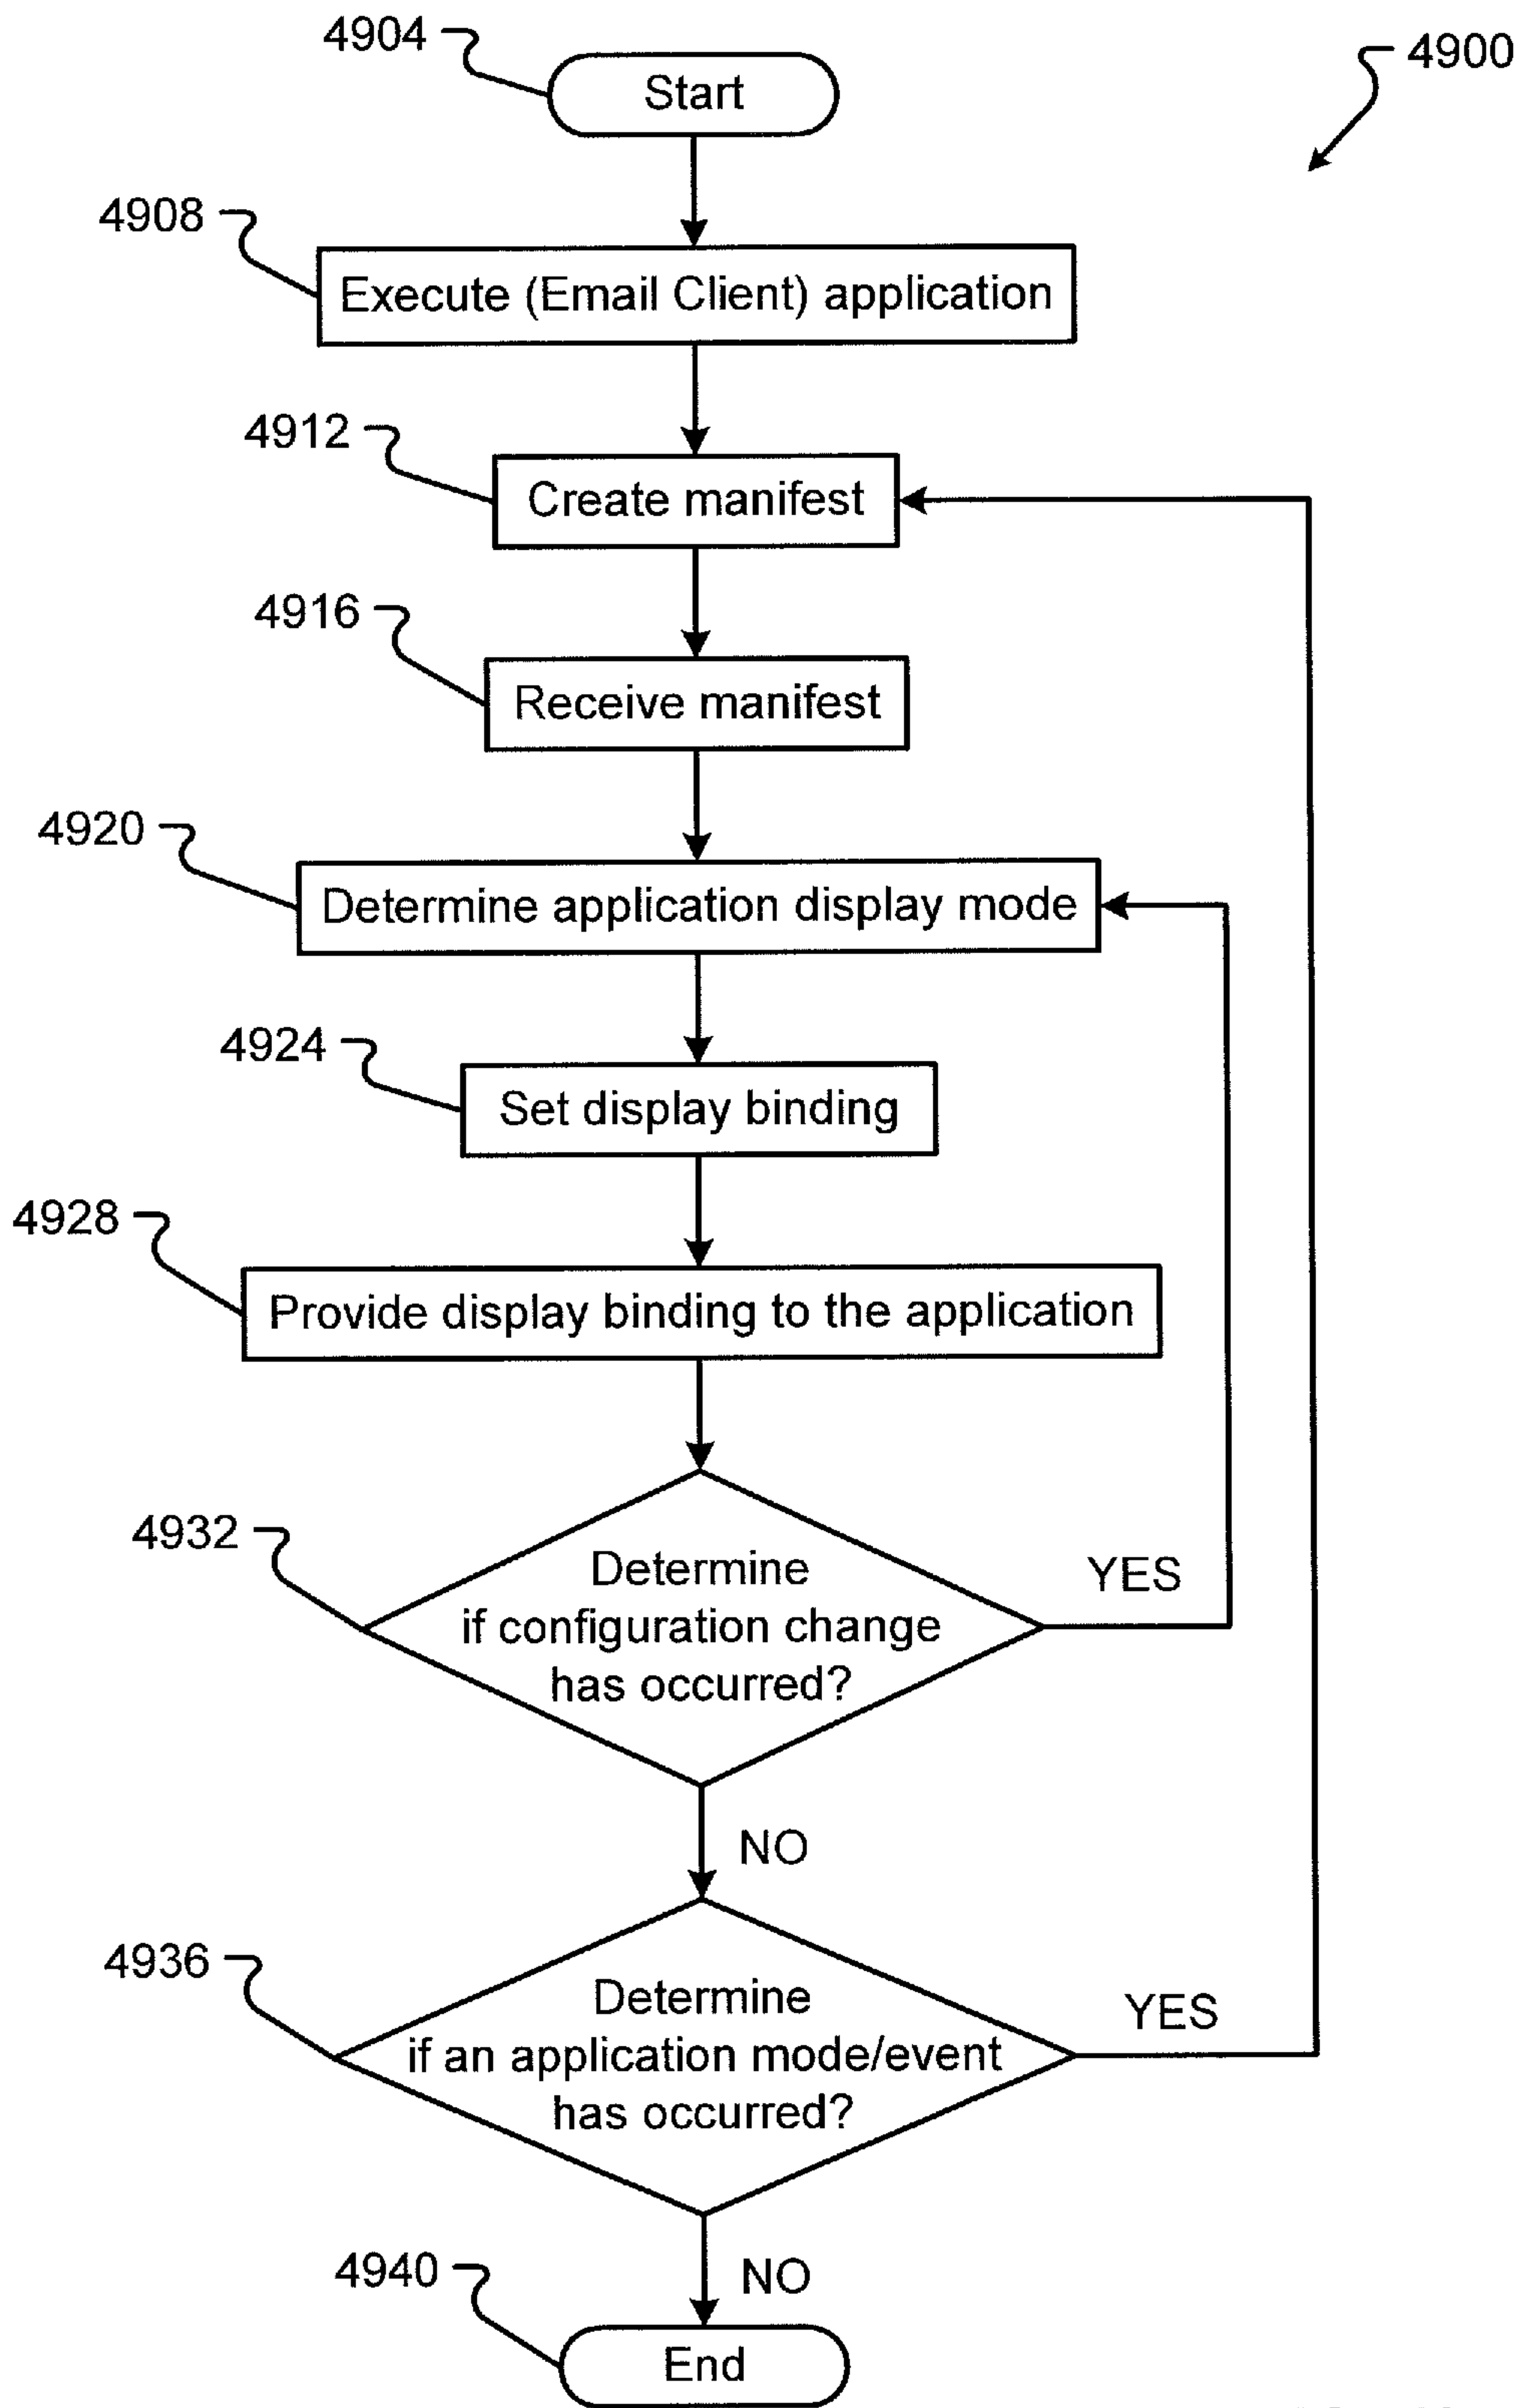 4904
Start
4900
4908
Execute (Email Client) application
4912
Create manifest
4916
Receive manifest
4920
Determine application display mode
4924
Set display binding
4928
Provide display binding to the application
4932
Determine
if configuration change
has occurred?
YES
NO
4936
Determine
if an application mode/event
has occurred?
YES
NO
4940
End